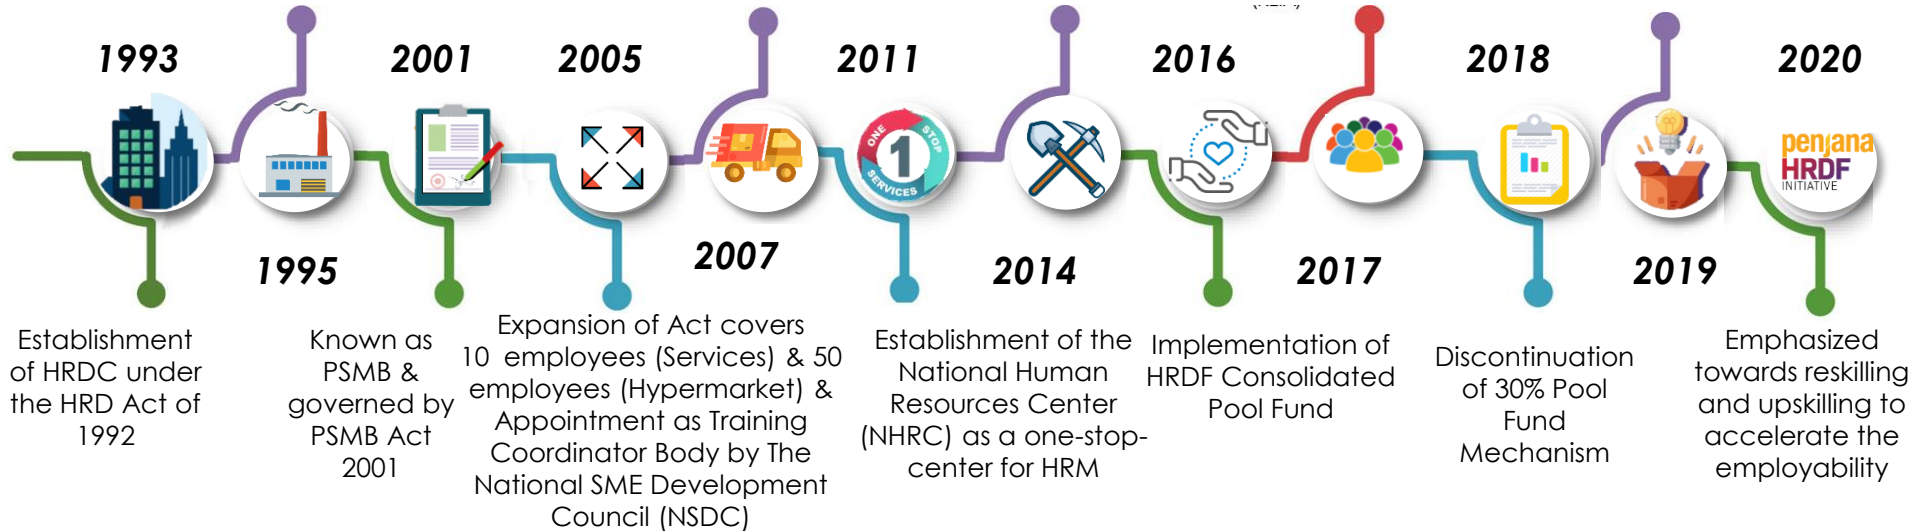 1993
Establishment
of HRDC under
the HRD Act of
1992
1995
2001
Known as
PSMB &
governed by
PSMB Act
2001
2005
Expansion of Act covers
10 employees (Services) & 50
employees (Hypermarket) &
Appointment as Training
Coordinator Body by The
National SME Development
Council (NSDC)
2007
2011
ONE
STOP
1
SERVICES
Establishment of the
National Human
Resources Center
(NHRC) as a one-stop-
center for HRM
2014
2016
Implementation of
HRDF Consolidated
Pool Fund
2017
2018
Discontinuation
of 30% Pool
Fund
Mechanism
2019
2020
penjana
HRDF
INITIATIVE
Emphasized
towards reskilling
and upskilling to
accelerate the
employability